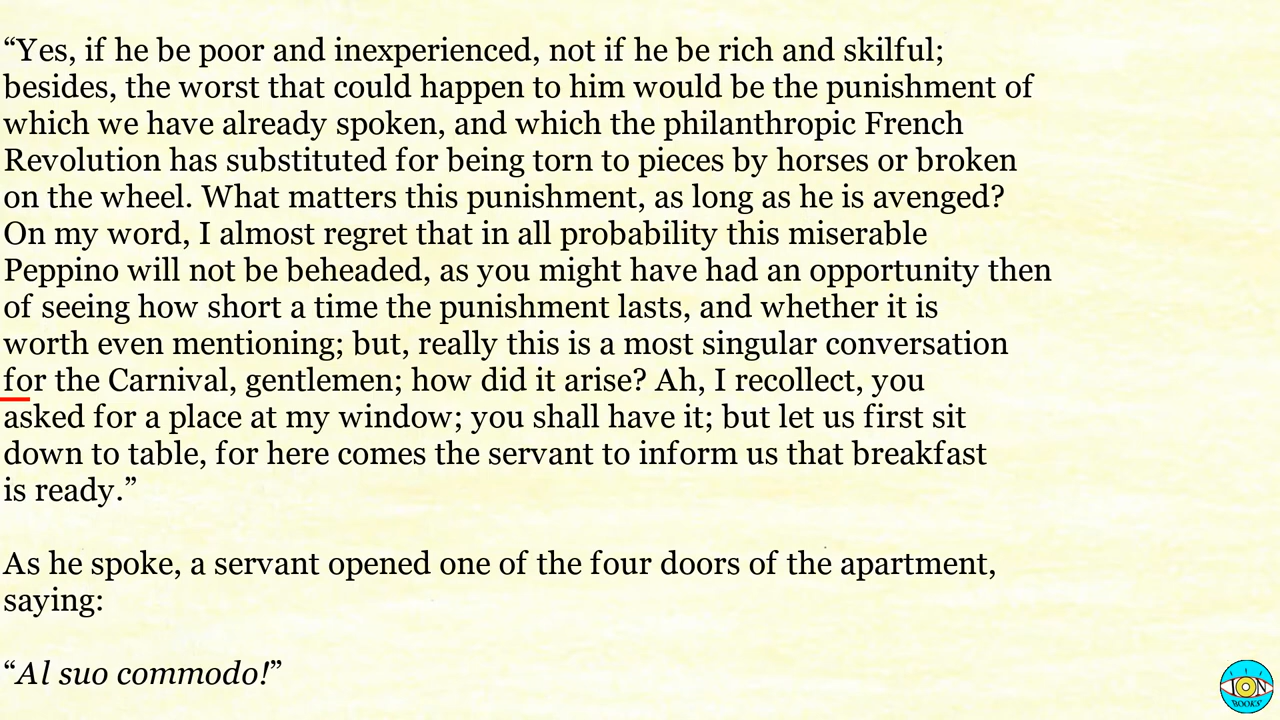 “Yes, if he be poor and inexperienced, not if he be rich and skilful;
besides, the worst that could happen to him would be the punishment of
which we have already spoken, and which the philanthropic French
Revolution has substituted for being torn to pieces by horses or broken
on the wheel. What matters this punishment, as long as he is avenged?
On my word, I almost regret that in all probability this miserable
Peppino will not be beheaded, as you might have had an opportunity then
of seeing how short a time the punishment lasts, and whether it is
worth even mentioning; but, really this is a most singular conversation
for the Carnival, gentlemen; how did it arise? Ah, I recollect, you
asked for a place at my window; you shall have it; but let us first sit
down to table, for here comes the servant to inform us that breakfast
is ready.”
As he spoke, a servant opened one of the four doors of the apartment,
saying:
“Al suo commodo!”
ION
BOOKS